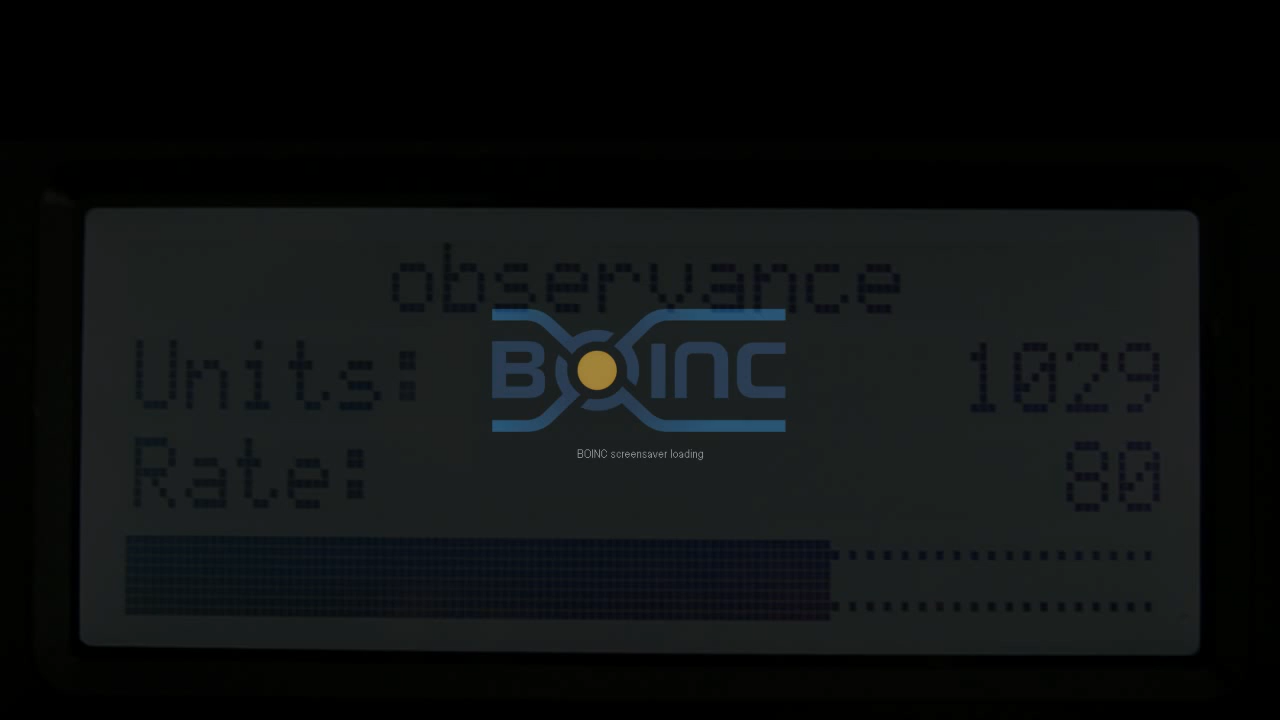 observance
BOINC
Units: 1029
BOINC screensaver loading
Rate: 80